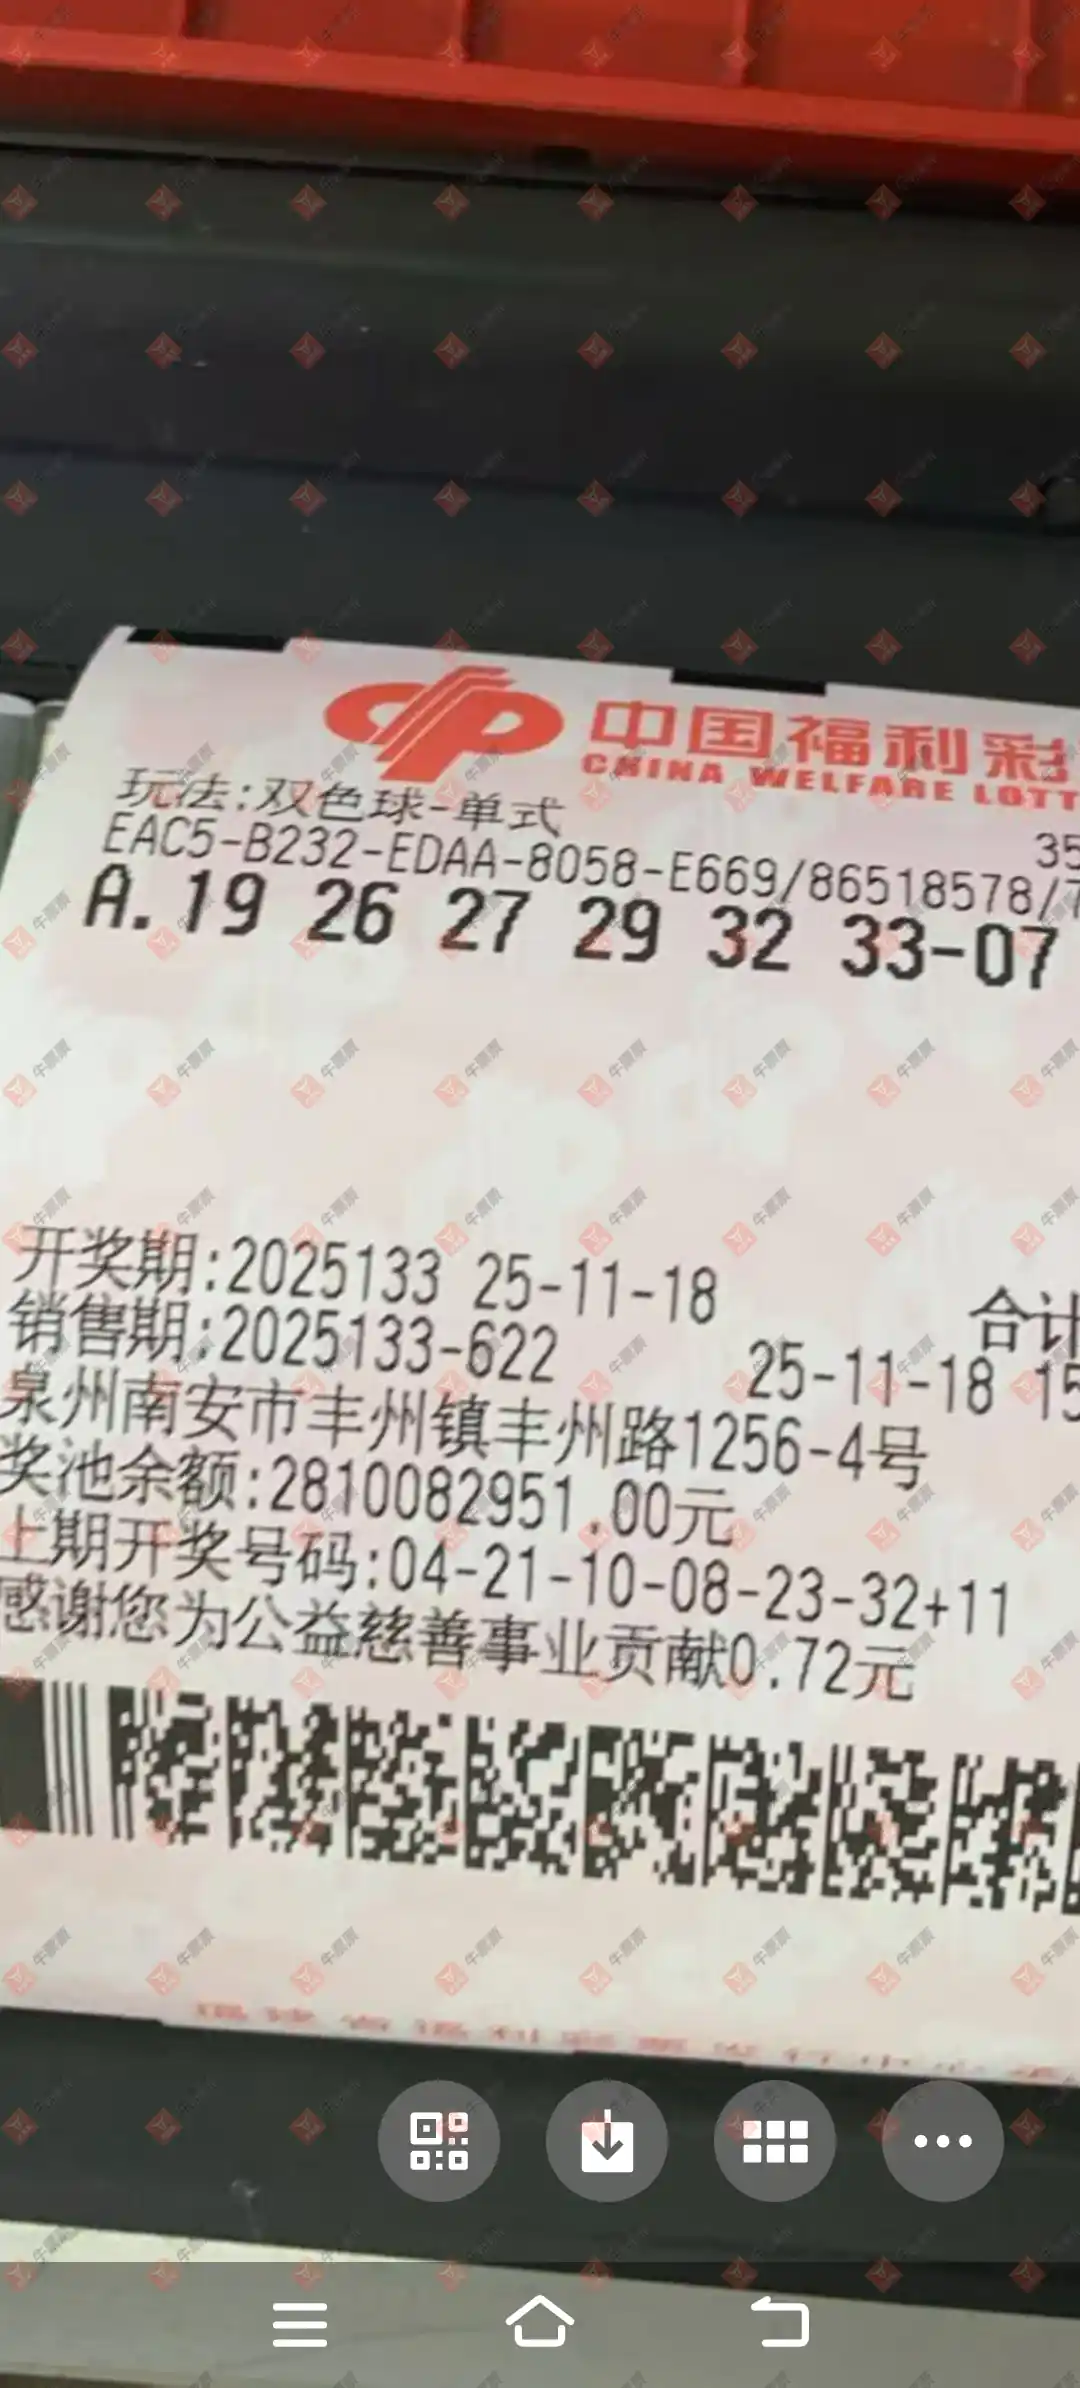 中国福利彩
CHINA WELFARE LOTT
玩法:双色球-单式
35
EAC5-B232-EDAA-8058-E669/86518578/7
A.19 26 27 29 32 33-07
开奖期:2025133 25-11-18
合计
销售期:2025133-622 25-11-18 15
泉州南安市丰州镇丰州路1256-4号
奖池余额:2810082951.00元
上期开奖号码:04-21-10-08-23-32+11
感谢您为公益慈善事业贡献0.72元
牛票票